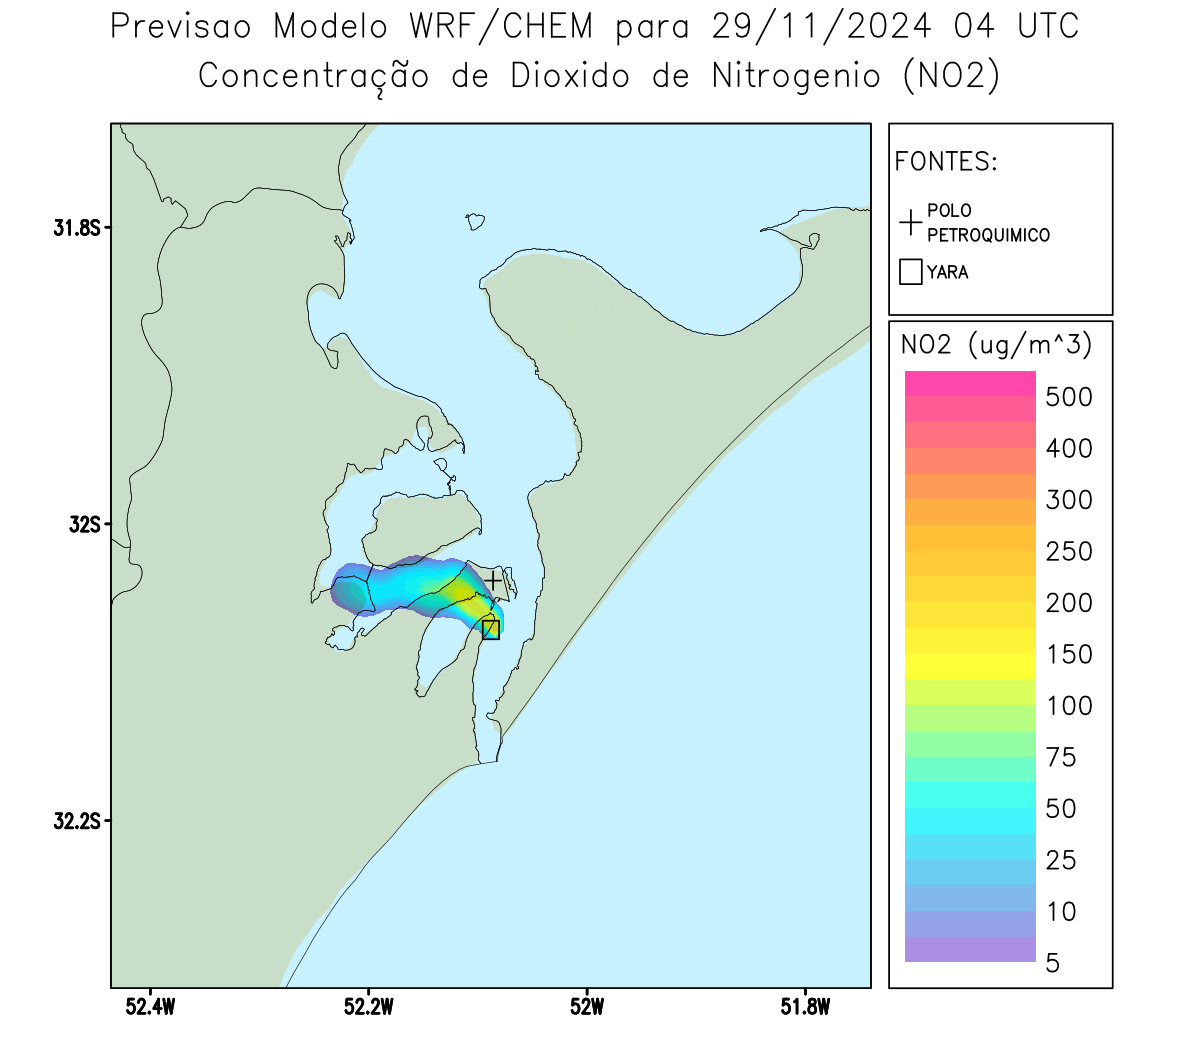 Previsao Modelo WRF/CHEM para 29/11/2024 04 UTC
Concentração de Dioxido de Nitrogenio (NO2)
FONTES:
POLO
PETROQUIMICO
YARA
NO2 (ug/m^3)
500
400
300
250
200
150
100
75
50
25
10
5
31.8S
32S
32.2S
52.4W
52.2W
52W
51.8W